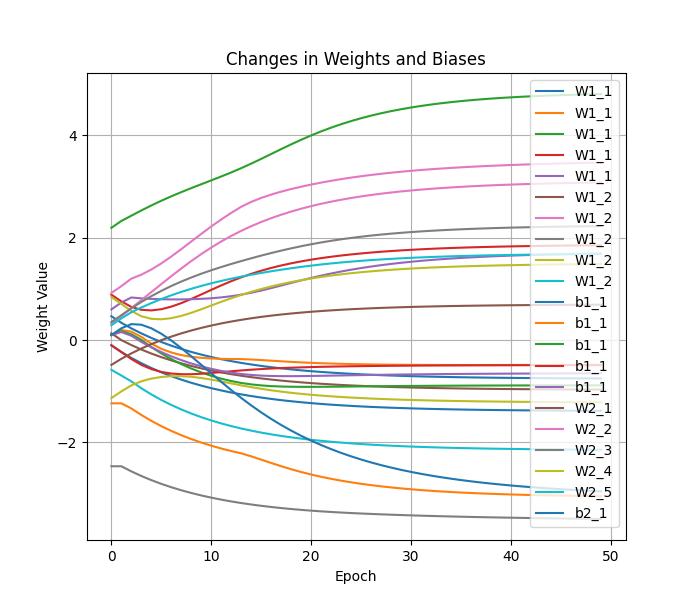 Changes in Weights and Biases
Weight Value
4
2
0
−2
0
10
20
30
40
50
Epoch
W1_1
W1_1
W1_1
W1_1
W1_1
W1_2
W1_2
W1_2
W1_2
W1_2
b1_1
b1_1
b1_1
b1_1
b1_1
W2_1
W2_2
W2_3
W2_4
W2_5
b2_1